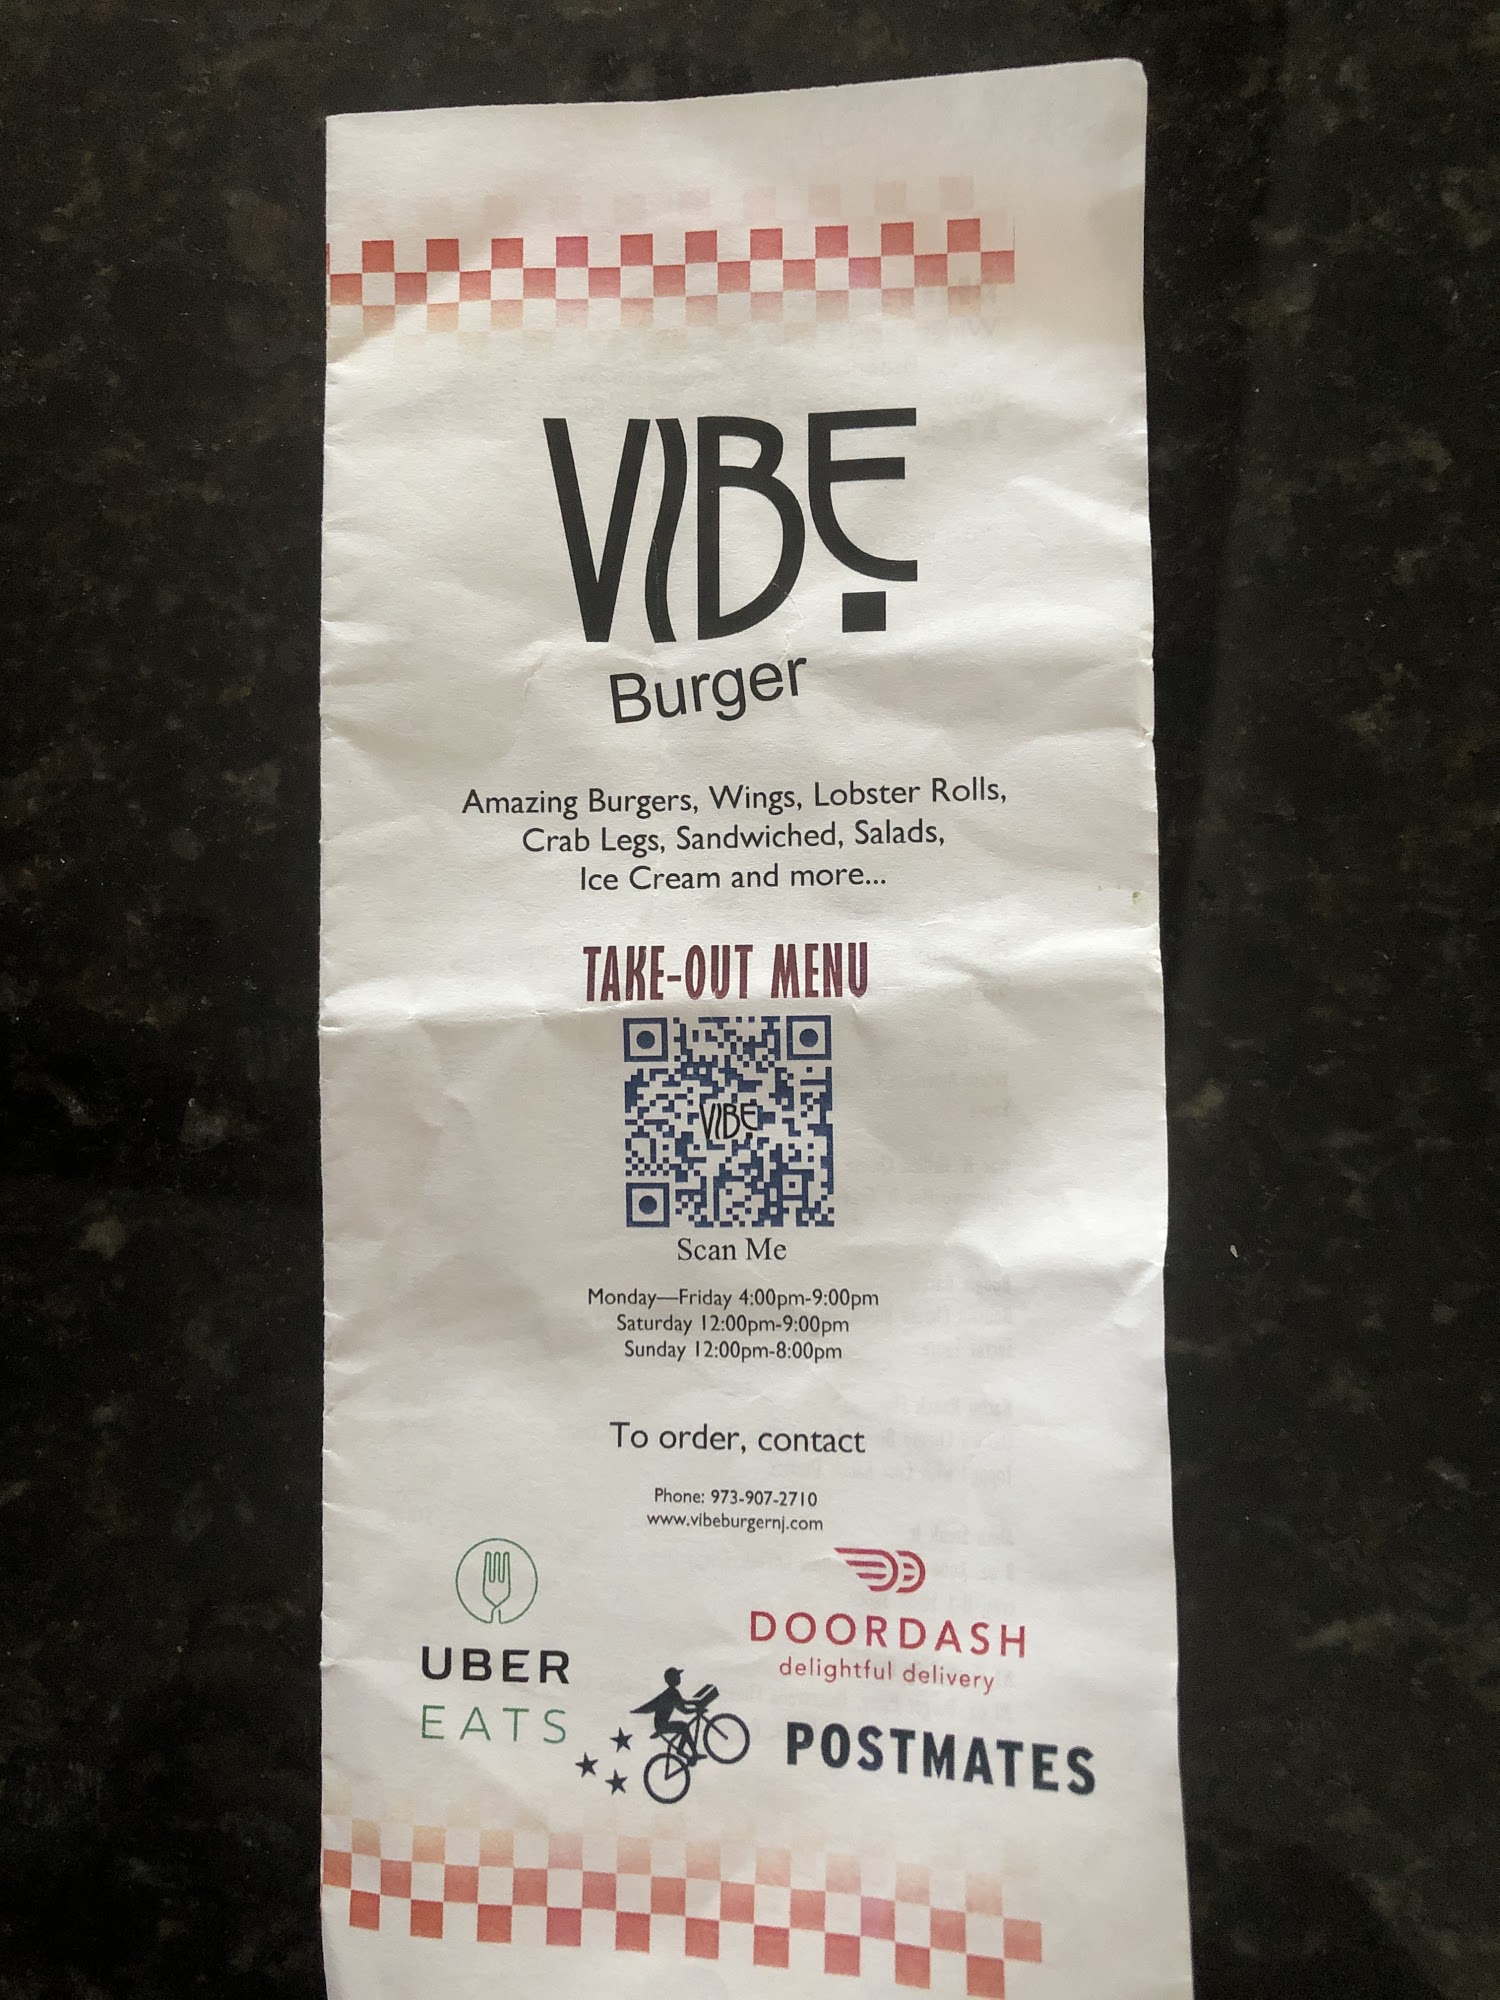 VIBE
Burger
Amazing Burgers, Wings, Lobster Rolls,
Crab Legs, Sandwiched, Salads,
Ice Cream and more...
TAKE-OUT MENU
VIBE
Scan Me
Monday—Friday 4:00pm-9:00pm
Saturday 12:00pm-9:00pm
Sunday 12:00pm-8:00pm
To order, contact
Phone: 973-907-2710
www.vibeburgernj.com
UBER
EATS
DOORDASH
delightful delivery
POSTMATES